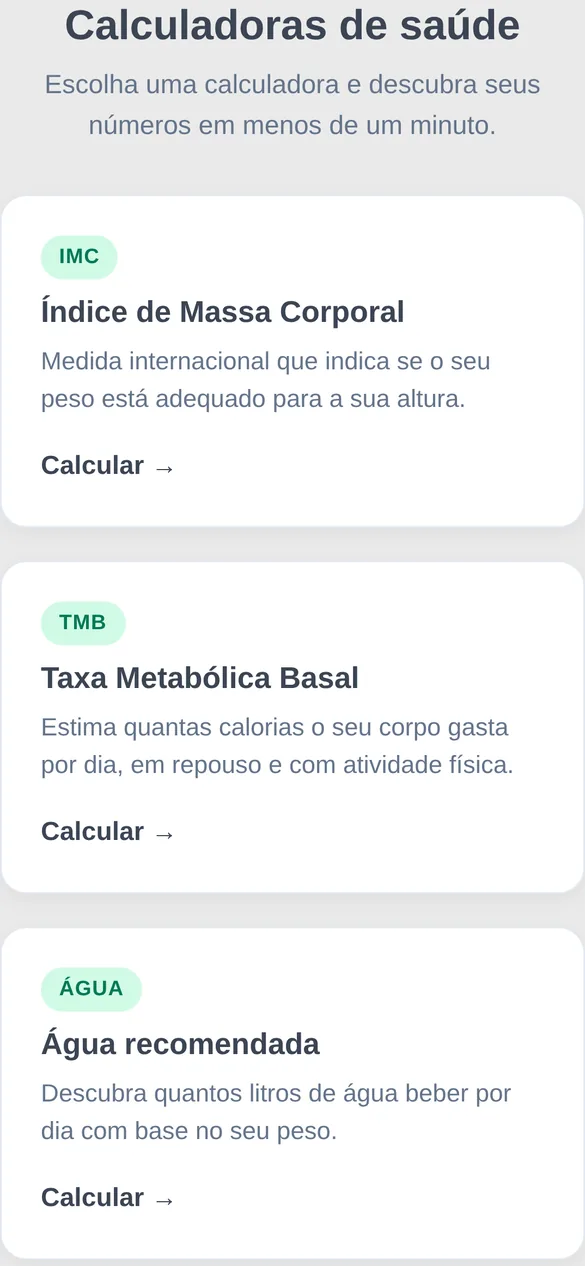 Calculadoras de saúde
Escolha uma calculadora e descubra seus
números em menos de um minuto.
IMC
Índice de Massa Corporal
Medida internacional que indica se o seu
peso está adequado para a sua altura.
Calcular →
TMB
Taxa Metabólica Basal
Estima quantas calorias o seu corpo gasta
por dia, em repouso e com atividade física.
Calcular →
ÁGUA
Água recomendada
Descubra quantos litros de água beber por
dia com base no seu peso.
Calcular →